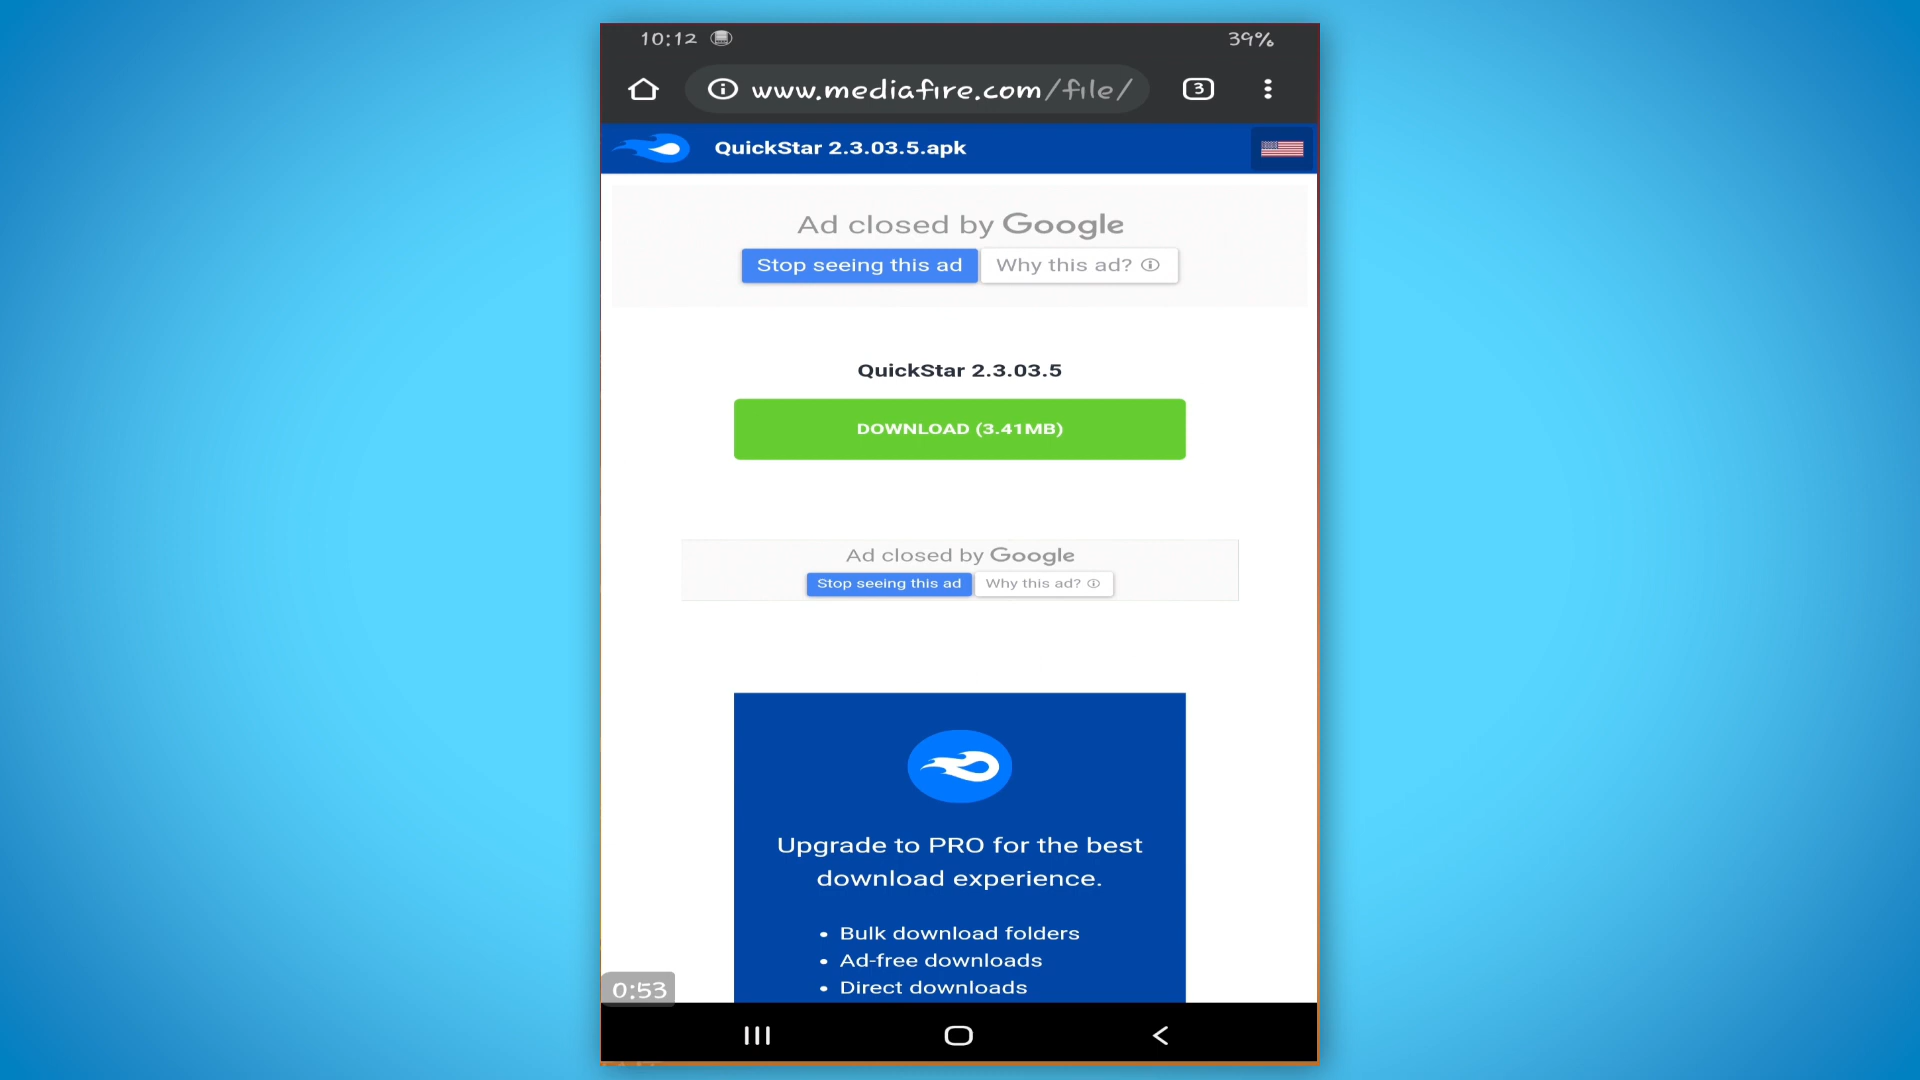 10:12
39%
www.mediafire.com/file/
3
QuickStar 2.3.03.5.apk
Ad closed by Google
Stop seeing this ad
Why this ad?
QuickStar 2.3.03.5
DOWNLOAD (3.41MB)
Ad closed by Google
Stop seeing this ad
Why this ad?
Upgrade to PRO for the best
download experience.
• Bulk download folders
• Ad-free downloads
• Direct downloads
0:53